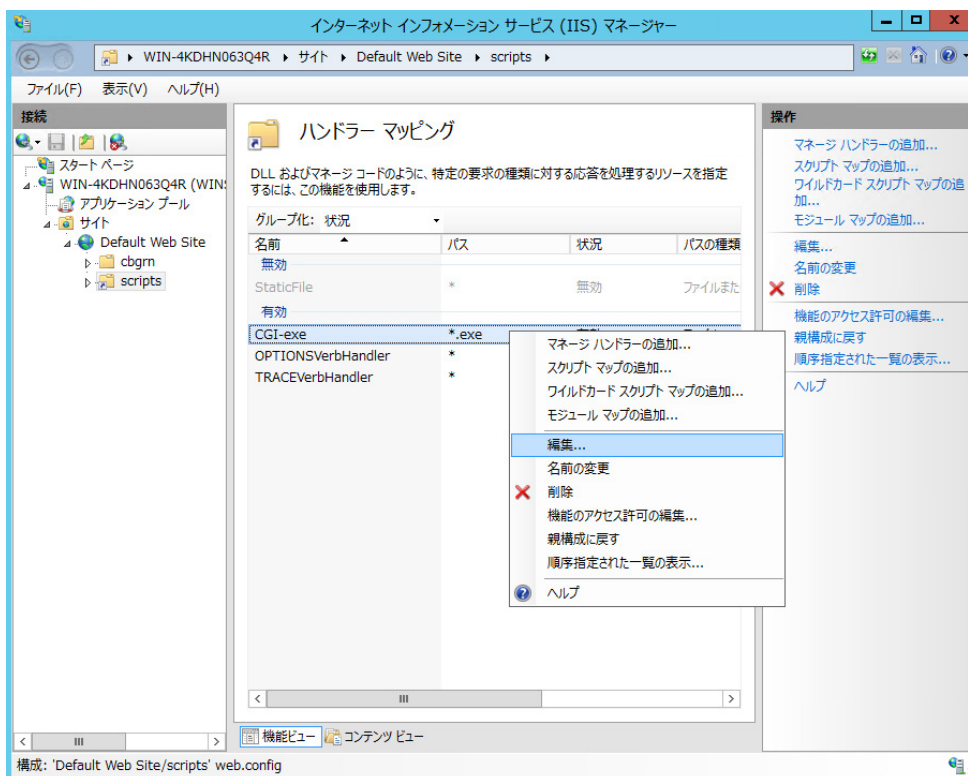 インターネット インフォメーション サービス (IIS) マネージャー
WIN-4KDHN063Q4R サイト Default Web Site scripts
ファイル(F) 表示(V) ヘルプ(H)
接続
スタート ページ
WIN-4KDHN063Q4R (WIN
アプリケーション プール
サイト
Default Web Site
cbgrn
scripts
ハンドラー マッピング
DLL およびマネージ コードのように、特定の要求の種類に対する応答を処理するリソースを指定
するには、この機能を使用します。
グループ化: 状況
名前 パス 状況 パスの種類
無効
StaticFile * 無効 ファイルまた
有効
CGI-exe *.exe
OPTIONSVerbHandler *
TRACEVerbHandler *
マネージ ハンドラーの追加...
スクリプト マップの追加...
ワイルドカード スクリプト マップの追加...
モジュール マップの追加...
編集...
名前の変更
削除
機能のアクセス許可の編集...
親構成に戻す
順序指定された一覧の表示...
ヘルプ
機能ビュー コンテンツ ビュー
操作
マネージ ハンドラーの追加...
スクリプト マップの追加...
ワイルドカード スクリプト マップの追
加...
モジュール マップの追加...
編集...
名前の変更
削除
機能のアクセス許可の編集...
親構成に戻す
順序指定された一覧の表示...
ヘルプ
構成: 'Default Web Site/scripts' web.config